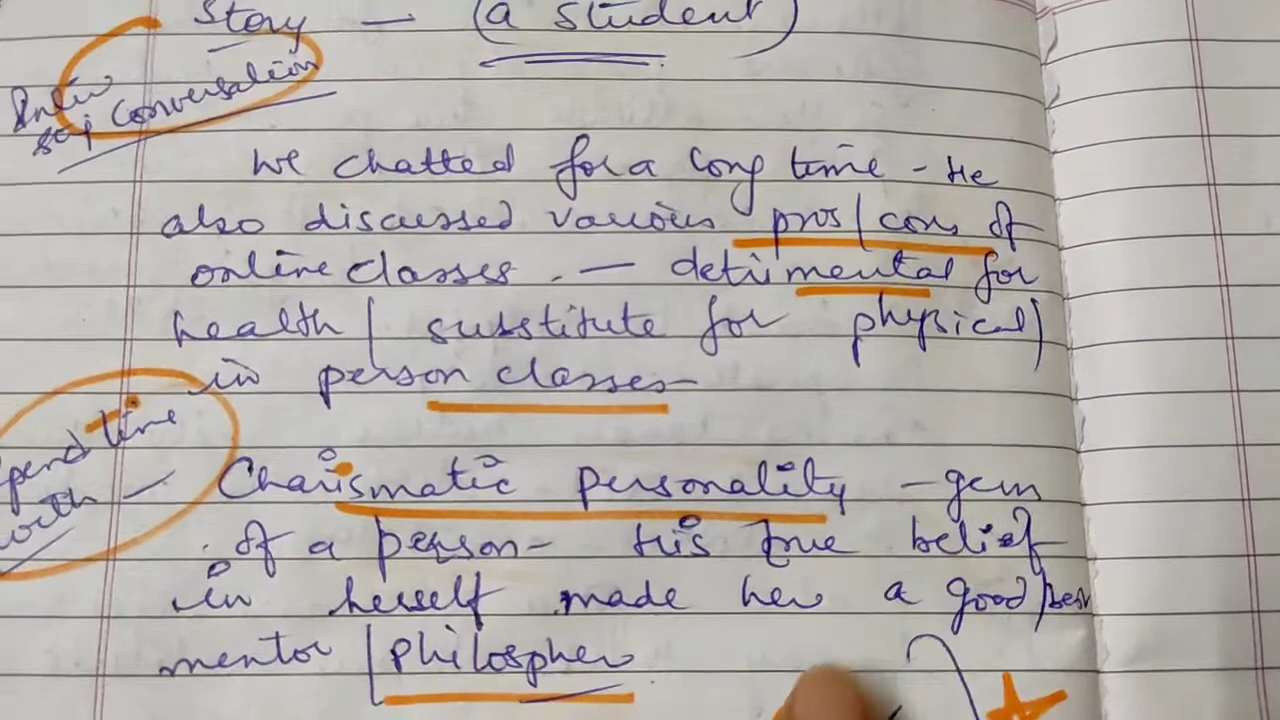 Story – (a student)
conversation
We chatted for a long time - He
also discussed various pros/cons of
online classes. – detrimental for
health / substitute for physical)
in person classes-
spend time
with –
Charismatic personality – gem
of a person- His true belief
in herself made her a good/best
mentor / philospher